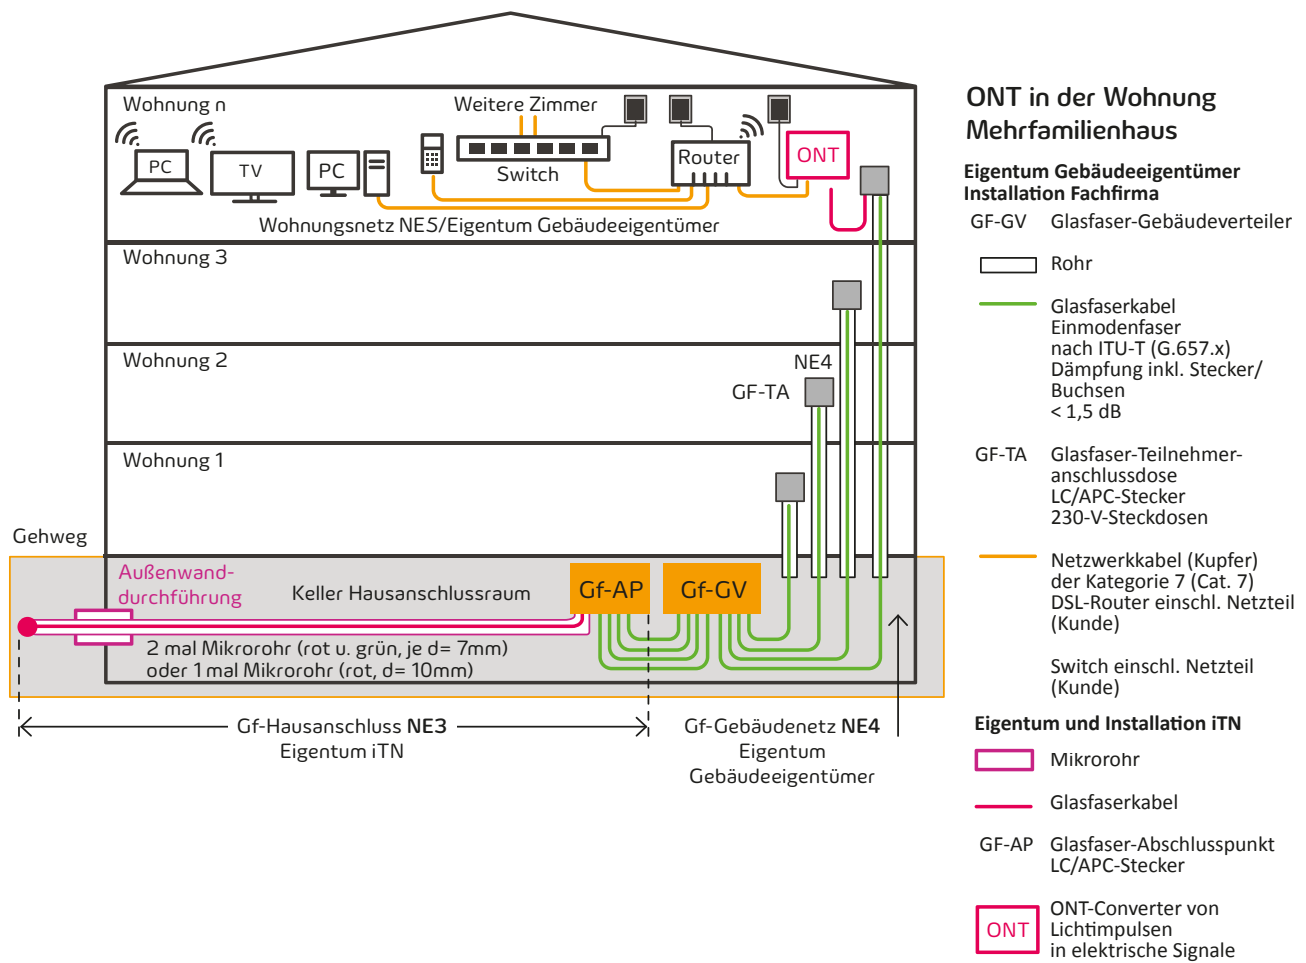 Wohnung n
Weitere Zimmer
PC
TV
PC
Switch
Router
ONT
Wohnungsnetz NE5/Eigentum Gebäudeeigentümer
Wohnung 3
Wohnung 2
NE4
GF-TA
Wohnung 1
Gehweg
Außenwand-
durchführung
Keller Hausanschlussraum
Gf-AP
Gf-GV
2 mal Mikrorohr (rot u. grün, je d= 7mm)
oder 1 mal Mikrorohr (rot, d= 10mm)
Gf-Hausanschluss NE3
Eigentum iTN
Gf-Gebäudenetz NE4
Eigentum
Gebäudeeigentümer
ONT in der Wohnung
Mehrfamilienhaus
Eigentum Gebäudeeigentümer
Installation Fachfirma
GF-GV Glasfaser-Gebäudeverteiler
Rohr
Glasfaserkabel
Einmodenfaser
nach ITU-T (G.657.x)
Dämpfung inkl. Stecker/
Buchsen
< 1,5 dB
GF-TA Glasfaser-Teilnehmer-
anschlussdose
LC/APC-Stecker
230-V-Steckdosen
Netzwerkkabel (Kupfer)
der Kategorie 7 (Cat. 7)
DSL-Router einschl. Netzteil
(Kunde)
Switch einschl. Netzteil
(Kunde)
Eigentum und Installation iTN
Mikrorohr
Glasfaserkabel
GF-AP Glasfaser-Abschlusspunkt
LC/APC-Stecker
ONT
ONT-Converter von
Lichtimpulsen
in elektrische Signale